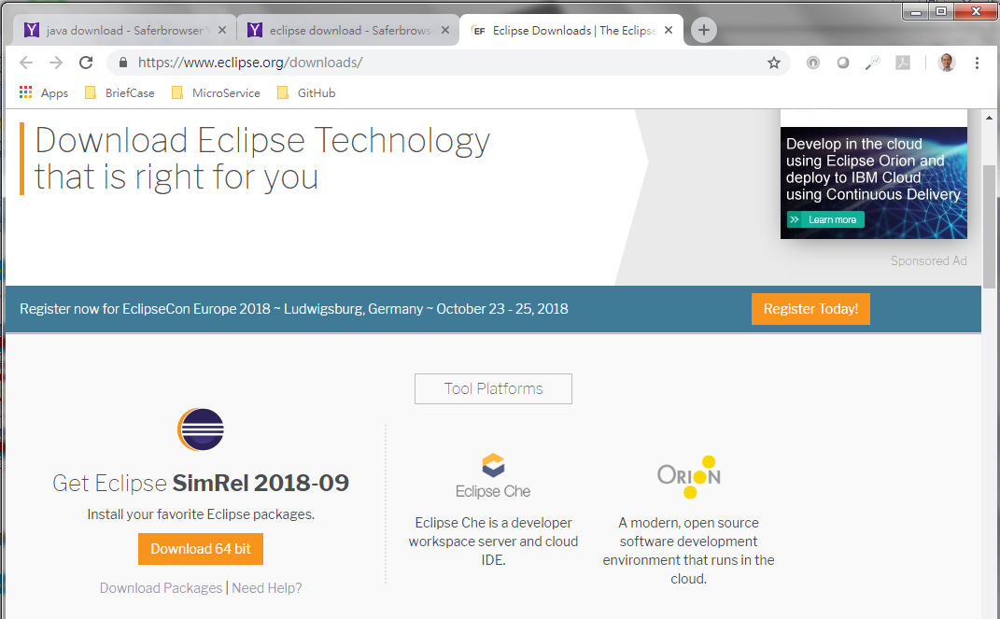 java download - Saferbrowser
eclipse download - Saferbrows
EF Eclipse Downloads | The Eclipse
https://www.eclipse.org/downloads/
Apps BriefCase MicroService GitHub
Download Eclipse Technology
that is right for you
Develop in the cloud
using Eclipse Orion and
deploy to IBM Cloud
using Continuous Delivery
Learn more
Sponsored Ad
Register now for EclipseCon Europe 2018 ~ Ludwigsburg, Germany ~ October 23 - 25, 2018
Register Today!
Tool Platforms
Get Eclipse SimRel 2018-09
Install your favorite Eclipse packages.
Download 64 bit
Download Packages | Need Help?
Eclipse Che
Eclipse Che is a developer
workspace server and cloud
IDE.
ORION
A modern, open source
software development
environment that runs in the
cloud.